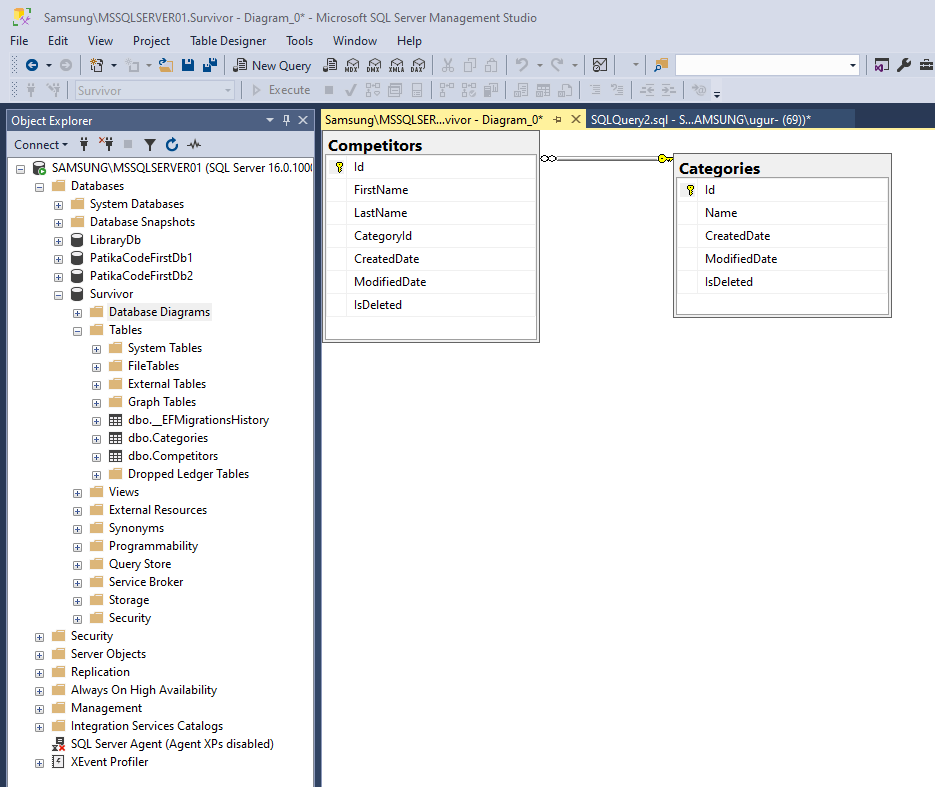 Samsung\MSSQLSERVER01.Survivor - Diagram_0* - Microsoft SQL Server Management Studio
File Edit View Project Table Designer Tools Window Help
New Query MDX DMX XMLA DAX
Survivor Execute
Object Explorer
Connect
SAMSUNG\MSSQLSERVER01 (SQL Server 16.0.1000
Databases
System Databases
Database Snapshots
LibraryDb
PatikaCodeFirstDb1
PatikaCodeFirstDb2
Survivor
Database Diagrams
Tables
System Tables
FileTables
External Tables
Graph Tables
dbo.__EFMigrationsHistory
dbo.Categories
dbo.Competitors
Dropped Ledger Tables
Views
External Resources
Synonyms
Programmability
Query Store
Service Broker
Storage
Security
Security
Server Objects
Replication
Always On High Availability
Management
Integration Services Catalogs
SQL Server Agent (Agent XPs disabled)
XEvent Profiler
Samsung\MSSQLSER...vivor - Diagram_0* SQLQuery2.sql - S...AMSUNG\ugur- (69))*
Competitors
Id
FirstName
LastName
CategoryId
CreatedDate
ModifiedDate
IsDeleted
Categories
Id
Name
CreatedDate
ModifiedDate
IsDeleted